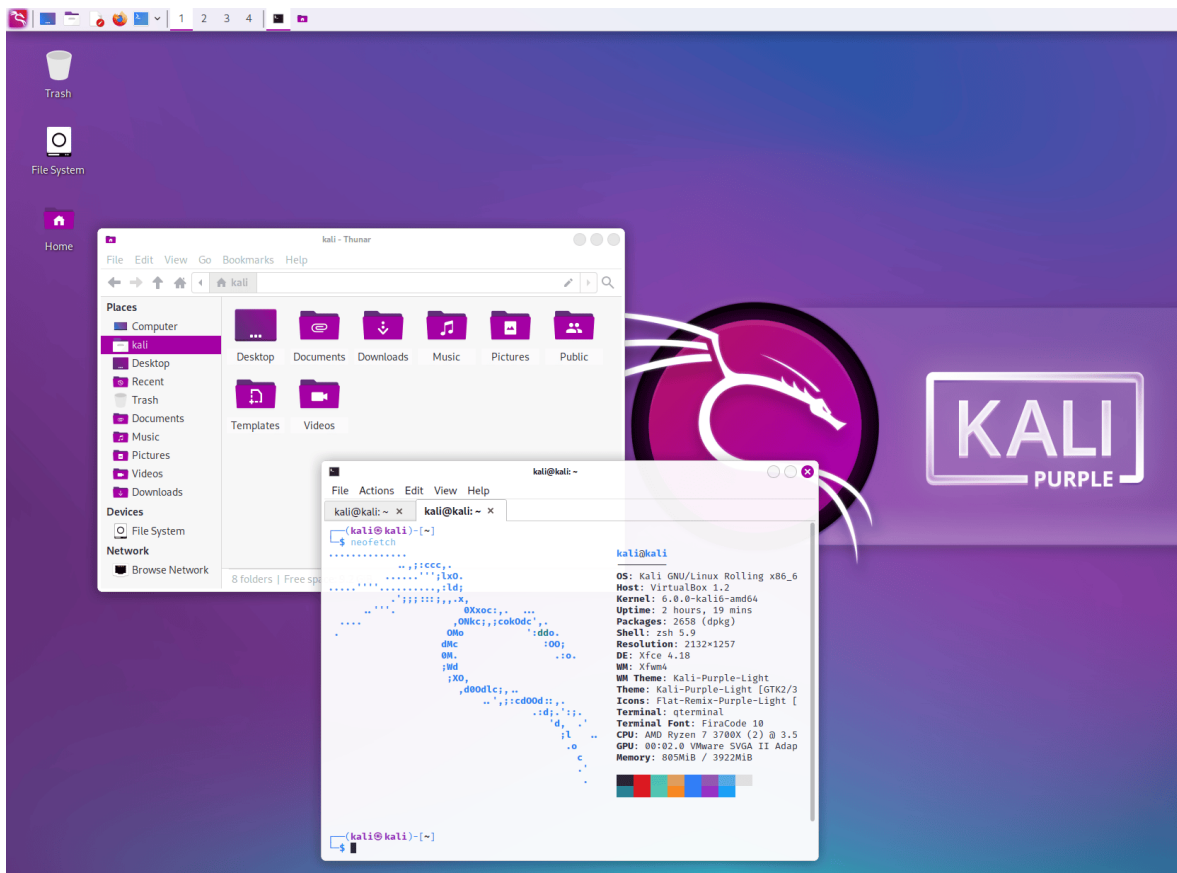 1 2 3 4
Trash
File System
Home
kali - Thunar
File Edit View Go Bookmarks Help
kali
Places
Computer
kali
Desktop
Recent
Trash
Documents
Music
Pictures
Videos
Downloads
Devices
File System
Network
Browse Network
Desktop Documents Downloads Music Pictures Public
Templates Videos
8 folders | Free
KALI
PURPLE
kali@kali: ~
File Actions Edit View Help
kali@kali: ~ × kali@kali: ~ ×
┌──(kali㉿kali)-[~]
└─$ neofetch
kali@kali
OS: Kali GNU/Linux Rolling x86_6
Host: VirtualBox 1.2
Kernel: 6.0.0-kali6-amd64
Uptime: 2 hours, 19 mins
Packages: 2658 (dpkg)
Shell: zsh 5.9
Resolution: 2132×1257
DE: Xfce 4.18
WM: Xfwm4
WM Theme: Kali-Purple-Light
Theme: Kali-Purple-Light [GTK2/3
Icons: Flat-Remix-Purple-Light [
Terminal: qterminal
Terminal Font: FiraCode 10
CPU: AMD Ryzen 7 3700X (2) @ 3.5
GPU: 00:02.0 VMware SVGA II Adap
Memory: 805MiB / 3922MiB
┌──(kali㉿kali)-[~]
└─$